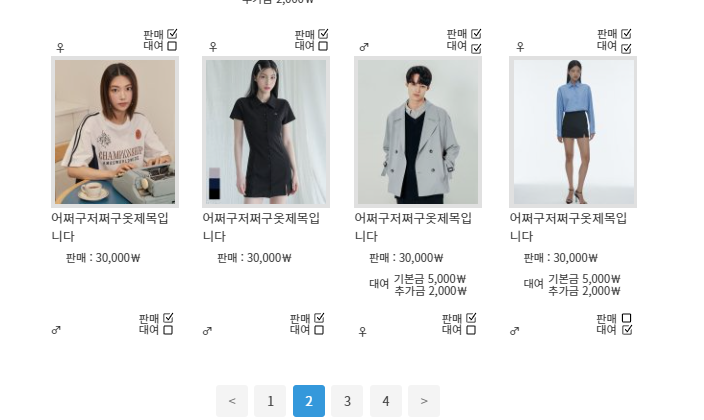 추가금 2,000₩
♀ 판매 ☑
대여 ☐
♀ 판매 ☑
대여 ☐
♂ 판매 ☑
대여 ☑
♀ 판매 ☑
대여 ☑
CHAMPIONSHIP
어쩌구저쩌구옷제목입
니다
판매 : 30,000₩
어쩌구저쩌구옷제목입
니다
판매 : 30,000₩
어쩌구저쩌구옷제목입
니다
판매 : 30,000₩
대여 기본금 5,000₩
추가금 2,000₩
어쩌구저쩌구옷제목입
니다
판매 : 30,000₩
대여 기본금 5,000₩
추가금 2,000₩
♂ 판매 ☑
대여 ☐
♂ 판매 ☑
대여 ☐
♀ 판매 ☑
대여 ☐
♂ 판매 ☐
대여 ☑
< 1 2 3 4 >